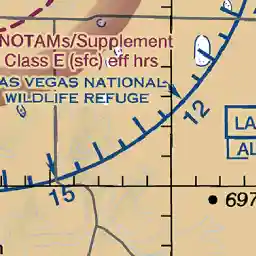 NOTAMs/Supplement
Class E (sfc) eff hrs
AS VEGAS NATIONAL
WILDLIFE REFUGE
12
LA
AL
15
697